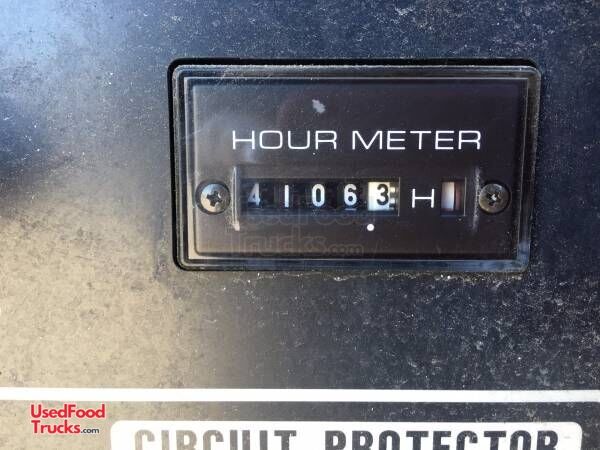 HOUR METER
41063 H
UsedFood
Trucks.com
CIRCUIT PROTECTOR